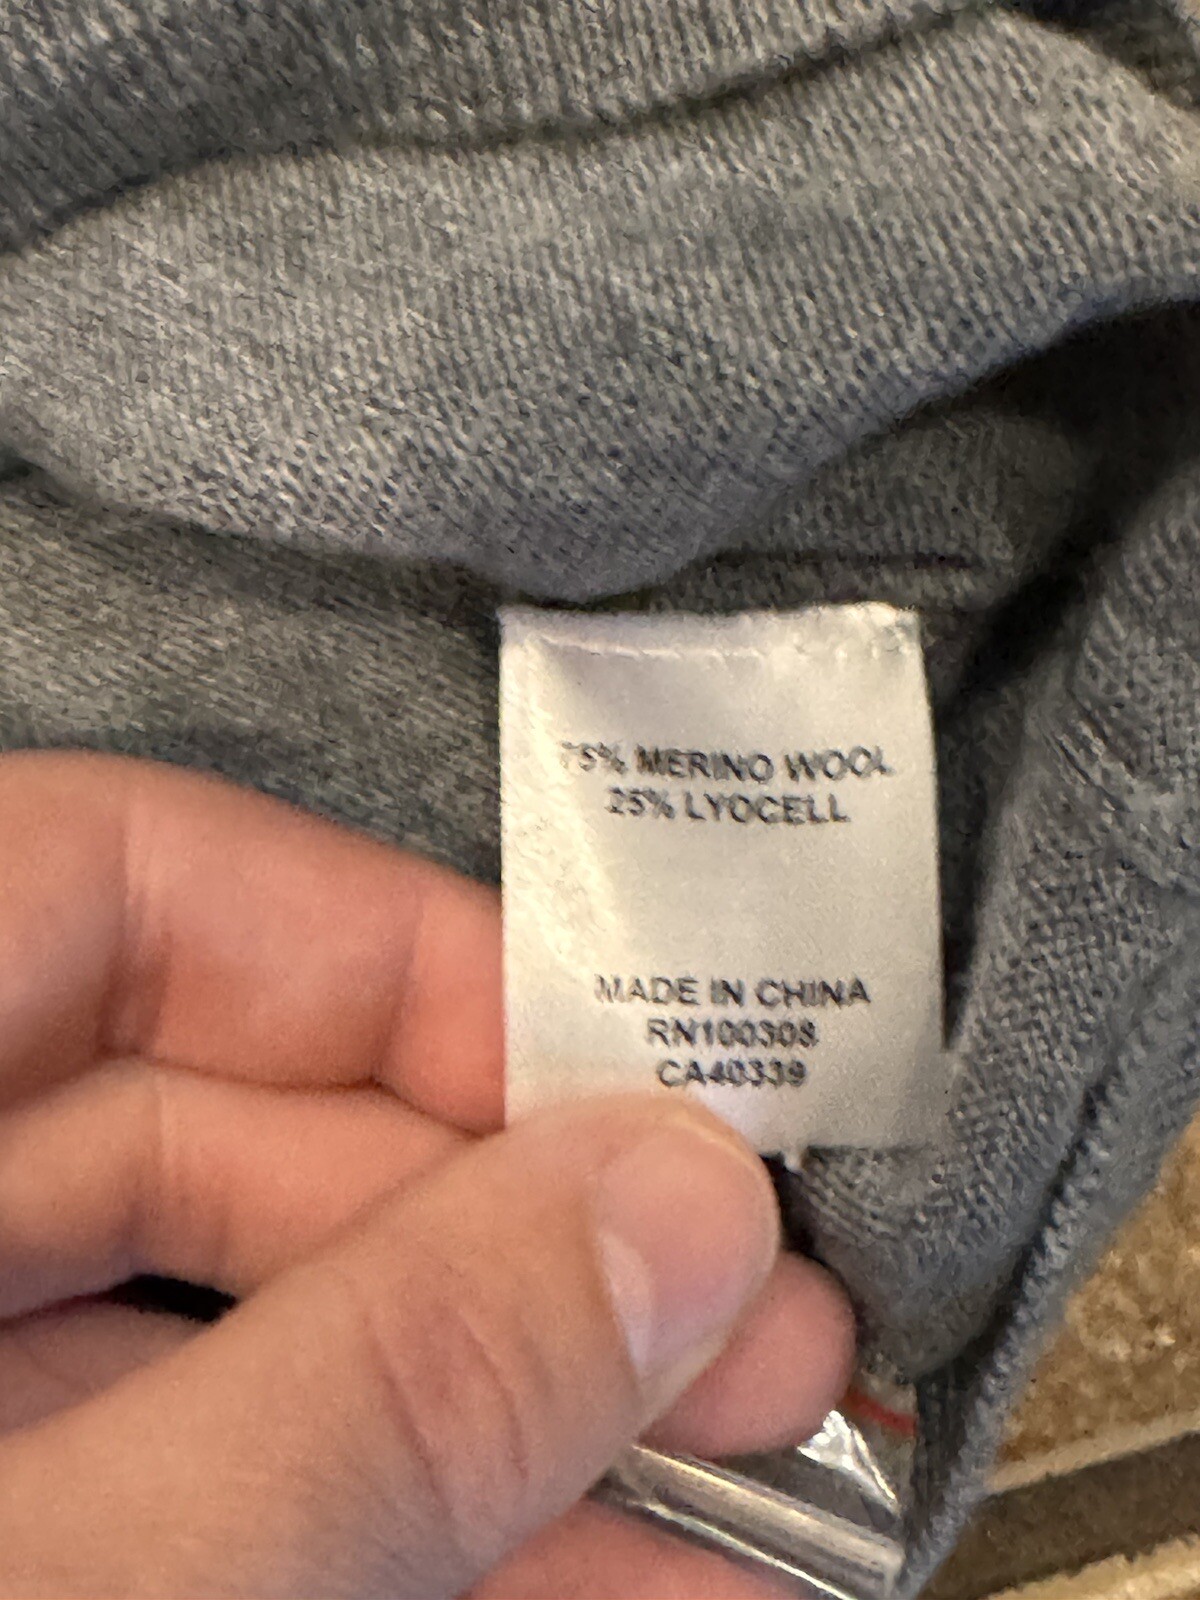 75% MERINO WOOL
25% LYOCELL
MADE IN CHINA
RN100308
CA40339